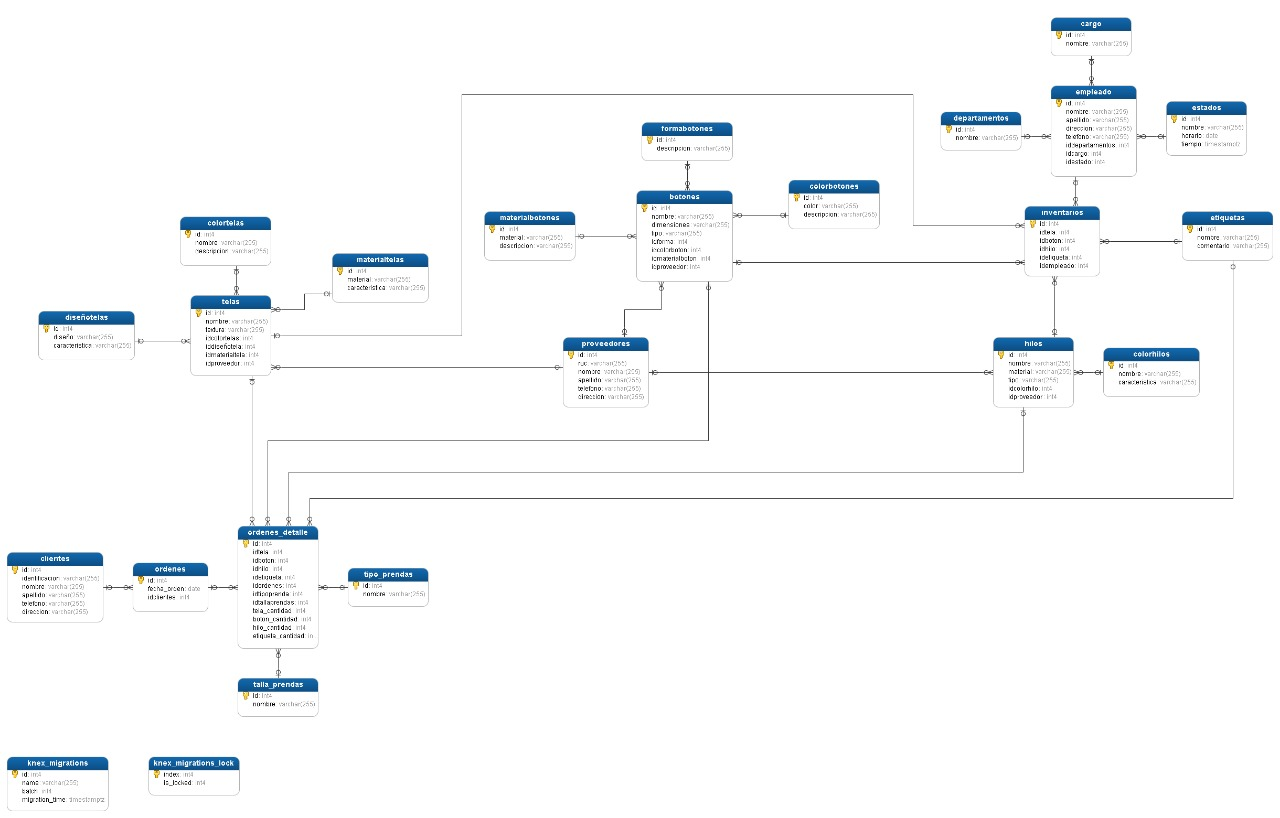 cargo
id: int4
nombre: varchar(255)
empleado
id: int4
nombre: varchar(255)
apellido: varchar(255)
direccion: varchar(255)
telefono: varchar(255)
iddepartamentos: int4
idcargo: int4
idestado: int4
departamentos
id: int4
nombre: varchar(255)
estados
id: int4
nombre: varchar(255)
horario: date
tiempo: timestamptz
formabotones
id: int4
descripcion: varchar(255)
botones
id: int4
nombre: varchar(255)
dimensiones: varchar(255)
tipo: varchar(255)
idforma: int4
idcolorboton: int4
idmaterialboton: int4
idproveedor: int4
colorbotones
id: int4
color: varchar(255)
descripcion: varchar(255)
materialbotones
id: int4
material: varchar(255)
descripcion: varchar(255)
inventarios
id: int4
idtela: int4
idboton: int4
idhilo: int4
idetiqueta: int4
idempleado: int4
etiquetas
id: int4
nombre: varchar(255)
comentario: varchar(255)
colortelas
id: int4
nombre: varchar(255)
descripcion: varchar(255)
materialtelas
id: int4
material: varchar(255)
caracteristica: varchar(255)
telas
id: int4
nombre: varchar(255)
textura: varchar(255)
idcolortelas: int4
iddiseñotela: int4
idmaterialtela: int4
idproveedor: int4
diseñotelas
id: int4
diseño: varchar(255)
caracteristica: varchar(255)
proveedores
id: int4
ruc: varchar(255)
nombre: varchar(255)
apellido: varchar(255)
telefono: varchar(255)
direccion: varchar(255)
hilos
id: int4
nombre: varchar(255)
material: varchar(255)
tipo: varchar(255)
idcolorhilo: int4
idproveedor: int4
colorhilos
id: int4
nombre: varchar(255)
caracteristica: varchar(255)
ordenes_detalle
id: int4
idtela: int4
idboton: int4
idhilo: int4
idetiqueta: int4
idordenes: int4
idtipoprenda: int4
idtallaprendas: int4
tela_cantidad: int4
boton_cantidad: int4
hilo_cantidad: int4
etiqueta_cantidad: in
clientes
id: int4
identificacion: varchar(255)
nombre: varchar(255)
apellido: varchar(255)
telefono: varchar(255)
direccion: varchar(255)
ordenes
id: int4
fecha_orden: date
idclientes: int4
tipo_prendas
id: int4
nombre: varchar(255)
talla_prendas
id: int4
nombre: varchar(255)
knex_migrations
id: int4
name: varchar(255)
batch: int4
migration_time: timestamptz
knex_migrations_lock
index: int4
is_locked: int4